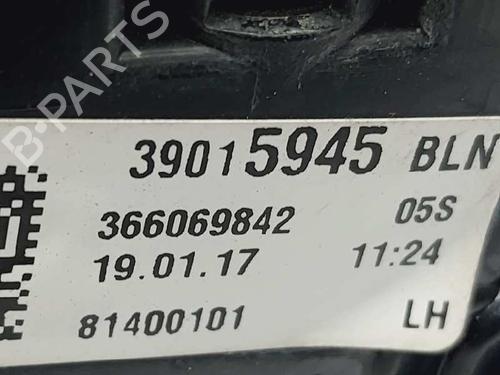 B-PARTS
39015945 BLN
366069842 05S
19.01.17 11:24
81400101 LH